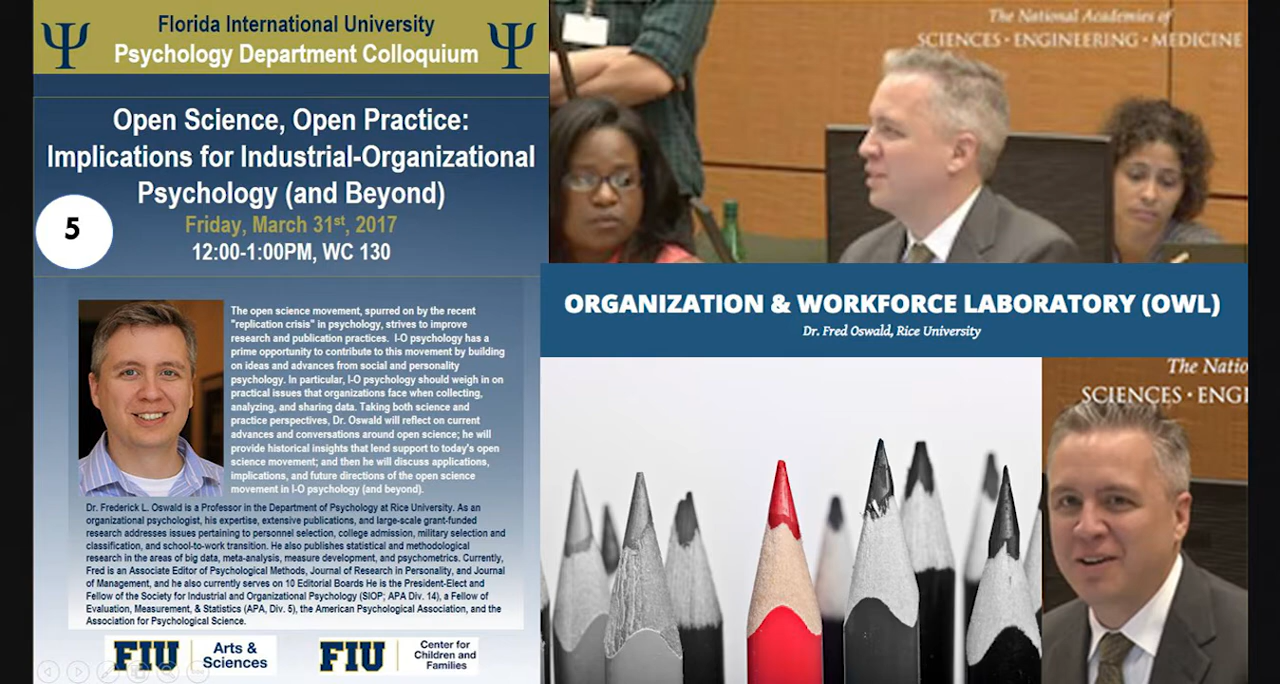 Florida International University
Psychology Department Colloquium
Open Science, Open Practice:
Implications for Industrial-Organizational
Psychology (and Beyond)
Friday, March 31st, 2017
12:00-1:00PM, WC 130
5
The open science movement, spurred on by the recent
"replication crisis" in psychology, strives to improve
research and publication practices. I-O psychology has a
prime opportunity to contribute to this movement by building
on ideas and advances from social and personality
psychology. In particular, I-O psychology should weigh in on
practical issues that organizations face when collecting,
analyzing, and sharing data. Taking both science and
practice perspectives, Dr. Oswald will reflect on current
advances and conversations around open science; he will
provide historical insights that lend support to today's open
science movement; and then he will discuss applications,
implications, and future directions of the open science
movement in I-O psychology (and beyond).
Dr. Frederick L. Oswald is a Professor in the Department of Psychology at Rice University. As an
organizational psychologist, his expertise, extensive publications, and large-scale grant-funded
research addresses issues pertaining to personnel selection, college admission, military selection and
classification, and school-to-work transition. He also publishes statistical and methodological
research in the areas of big data, meta-analysis, measure development, and psychometrics. Currently,
Fred is an Associate Editor of Psychological Methods, Journal of Research in Personality, and Journal
of Management, and he also currently serves on 10 Editorial Boards He is the President-Elect and
Fellow of the Society for Industrial and Organizational Psychology (SIOP; APA Div. 14), a Fellow of
Evaluation, Measurement, & Statistics (APA, Div. 5), the American Psychological Association, and the
Association for Psychological Science.
FIU Arts &
Sciences
FIU Center for
Children and
Families
The National Academies of
SCIENCES · ENGINEERING · MEDICINE
ORGANIZATION & WORKFORCE LABORATORY (OWL)
Dr. Fred Oswald, Rice University
The Natio
SCIENCES · ENGI